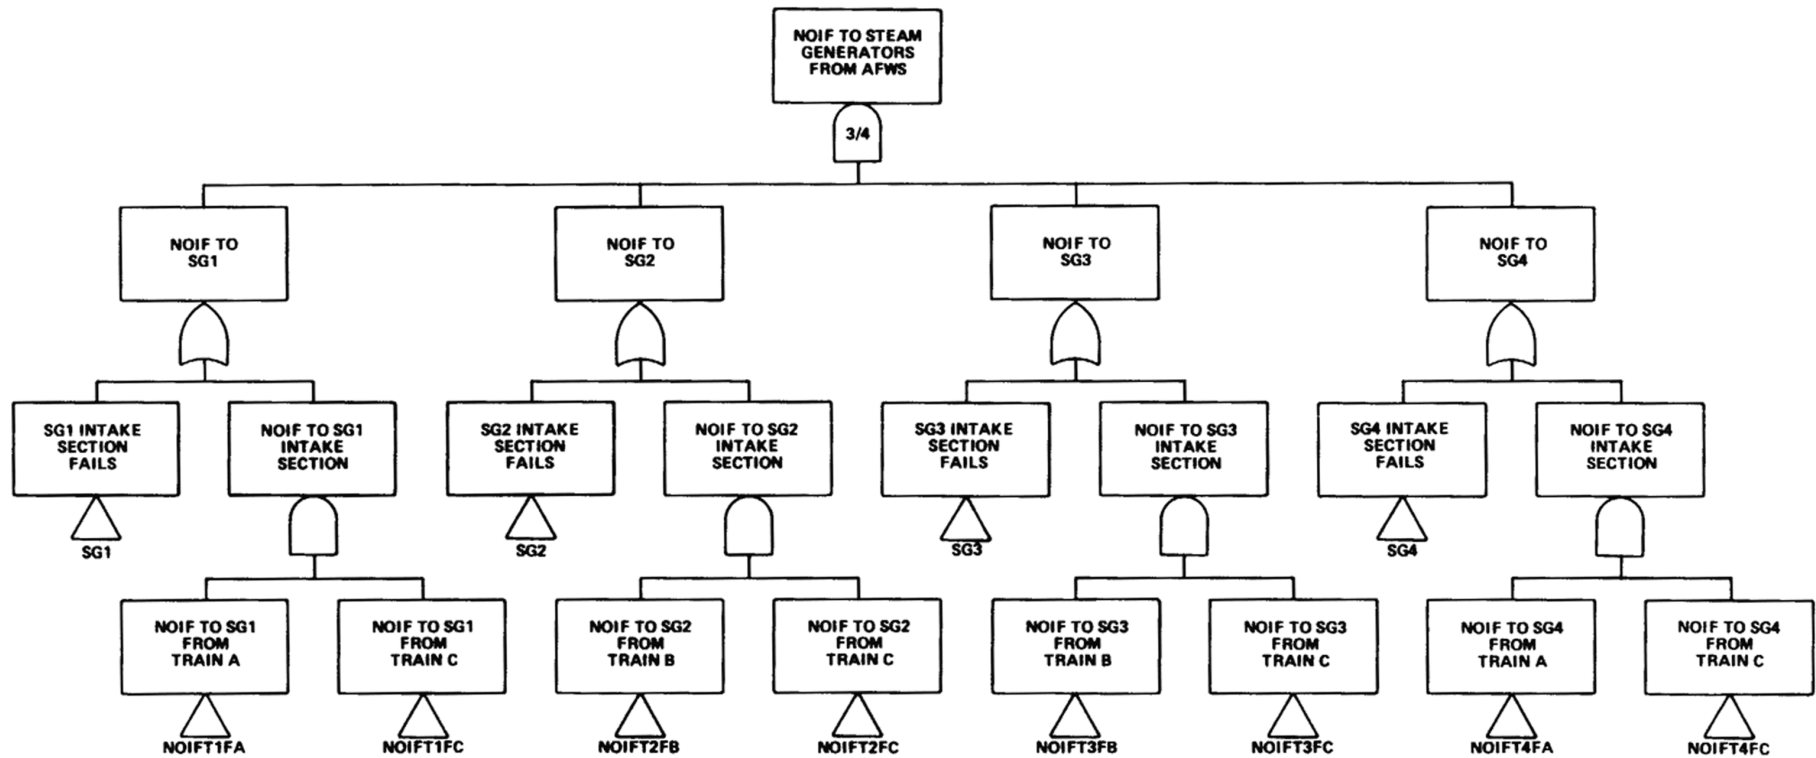 NOIF TO STEAM
GENERATORS
FROM AFWS
3/4
NOIF TO
SG1
NOIF TO
SG2
NOIF TO
SG3
NOIF TO
SG4
SG1 INTAKE
SECTION
FAILS
NOIF TO SG1
INTAKE
SECTION
SG2 INTAKE
SECTION
FAILS
NOIF TO SG2
INTAKE
SECTION
SG3 INTAKE
SECTION
FAILS
NOIF TO SG3
INTAKE
SECTION
SG4 INTAKE
SECTION
FAILS
NOIF TO SG4
INTAKE
SECTION
SG1
SG2
SG3
SG4
NOIF TO SG1
FROM
TRAIN A
NOIF TO SG1
FROM
TRAIN C
NOIF TO SG2
FROM
TRAIN B
NOIF TO SG2
FROM
TRAIN C
NOIF TO SG3
FROM
TRAIN B
NOIF TO SG3
FROM
TRAIN C
NOIF TO SG4
FROM
TRAIN A
NOIF TO SG4
FROM
TRAIN C
NOIFT1FA
NOIFT1FC
NOIFT2FB
NOIFT2FC
NOIFT3FB
NOIFT3FC
NOIFT4FA
NOIFT4FC